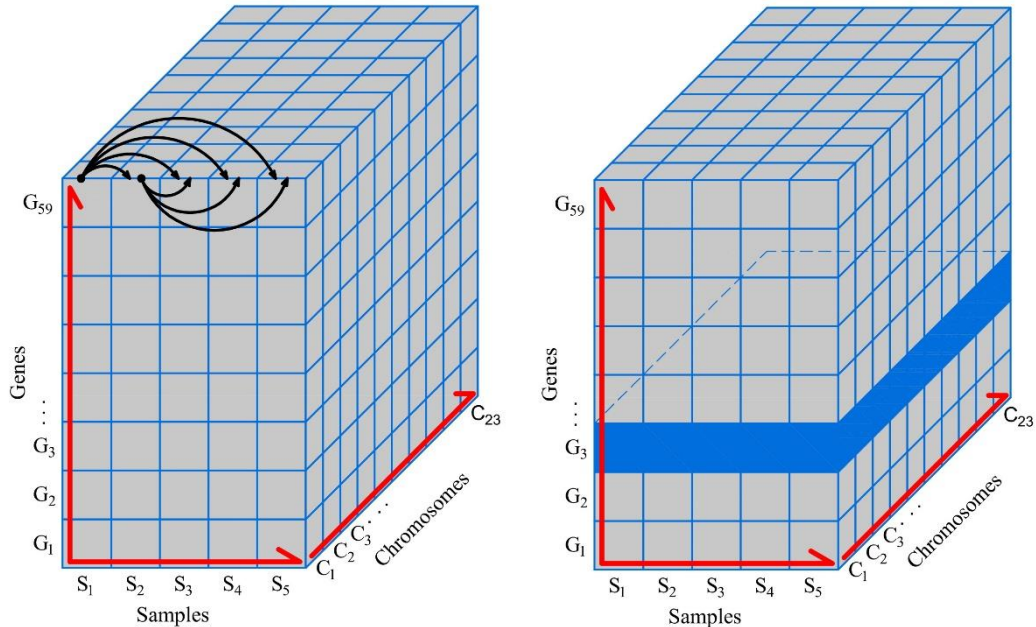 G59
Genes
⋮
G3
G2
G1
S1 S2 S3 S4 S5
Samples
C1 C2 C3 . . .
C23
Chromosomes
G59
Genes
⋮
G3
G2
G1
S1 S2 S3 S4 S5
Samples
C1 C2 C3 . . .
C23
Chromosomes